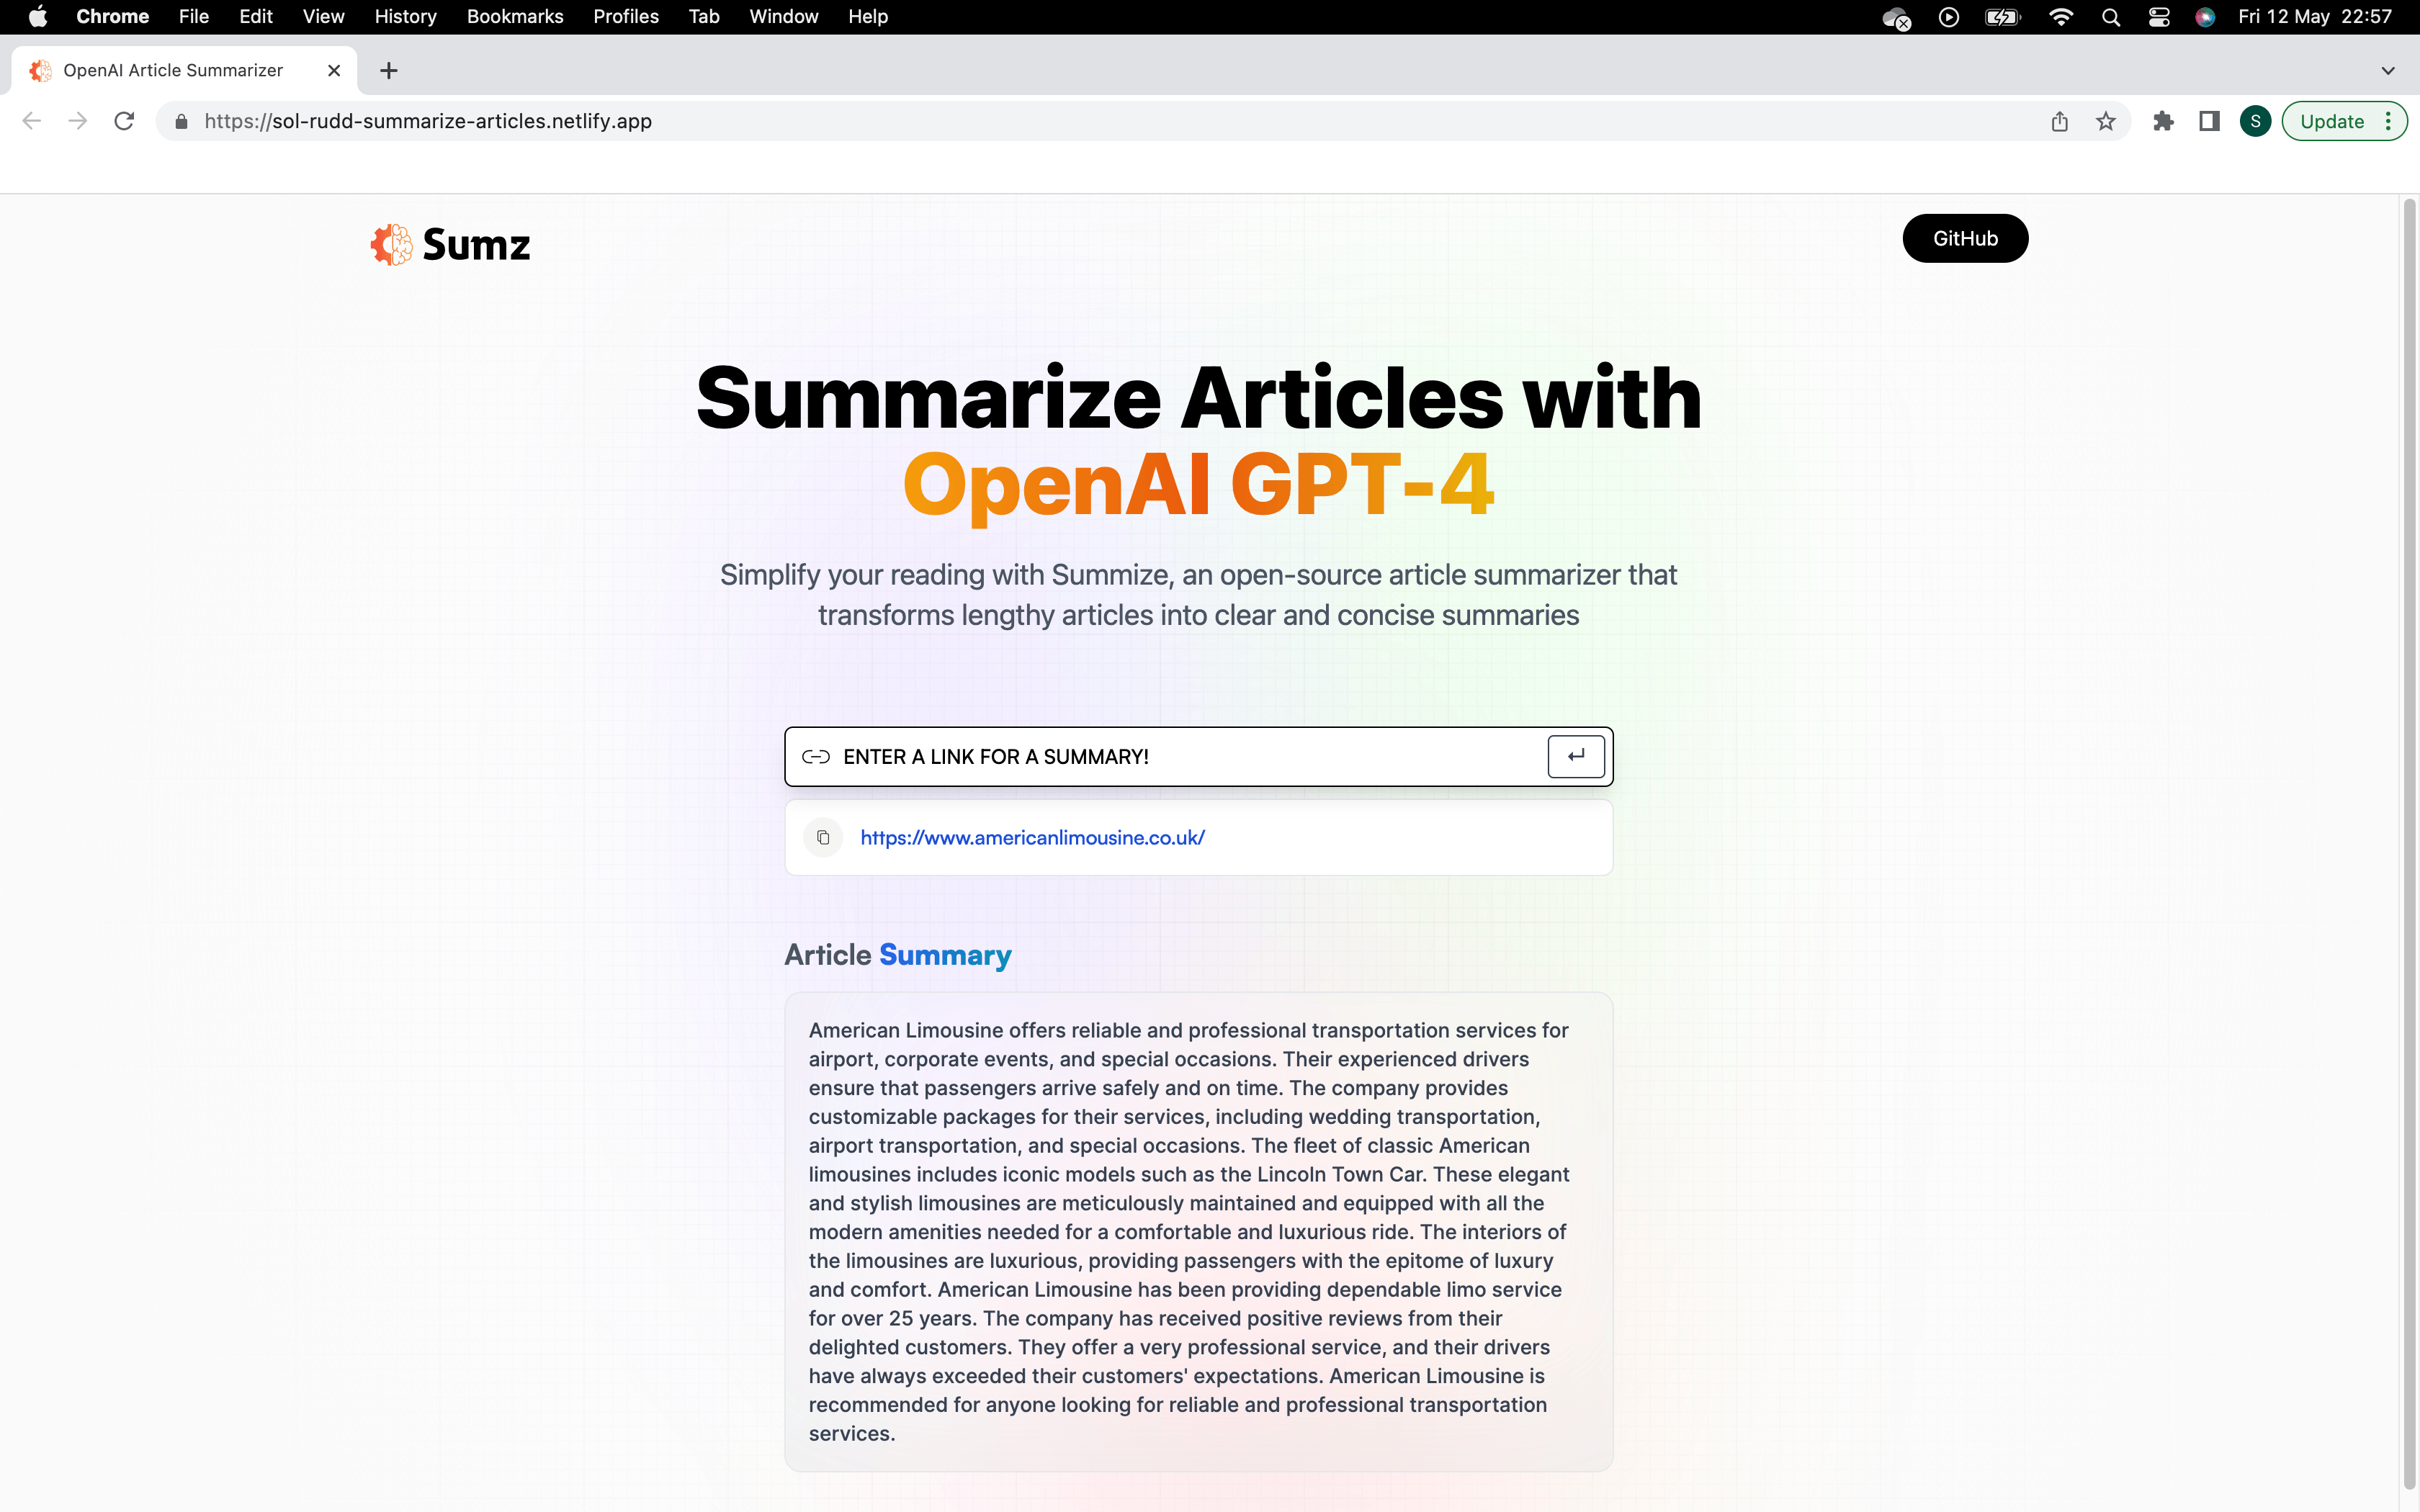 Chrome File Edit View History Bookmarks Profiles Tab Window Help Fri 12 May 22:57
OpenAI Article Summarizer
https://sol-rudd-summarize-articles.netlify.app S Update
Sumz GitHub
Summarize Articles with
OpenAI GPT-4
Simplify your reading with Summize, an open-source article summarizer that
transforms lengthy articles into clear and concise summaries
ENTER A LINK FOR A SUMMARY!
https://www.americanlimousine.co.uk/
Article Summary
American Limousine offers reliable and professional transportation services for
airport, corporate events, and special occasions. Their experienced drivers
ensure that passengers arrive safely and on time. The company provides
customizable packages for their services, including wedding transportation,
airport transportation, and special occasions. The fleet of classic American
limousines includes iconic models such as the Lincoln Town Car. These elegant
and stylish limousines are meticulously maintained and equipped with all the
modern amenities needed for a comfortable and luxurious ride. The interiors of
the limousines are luxurious, providing passengers with the epitome of luxury
and comfort. American Limousine has been providing dependable limo service
for over 25 years. The company has received positive reviews from their
delighted customers. They offer a very professional service, and their drivers
have always exceeded their customers' expectations. American Limousine is
recommended for anyone looking for reliable and professional transportation
services.